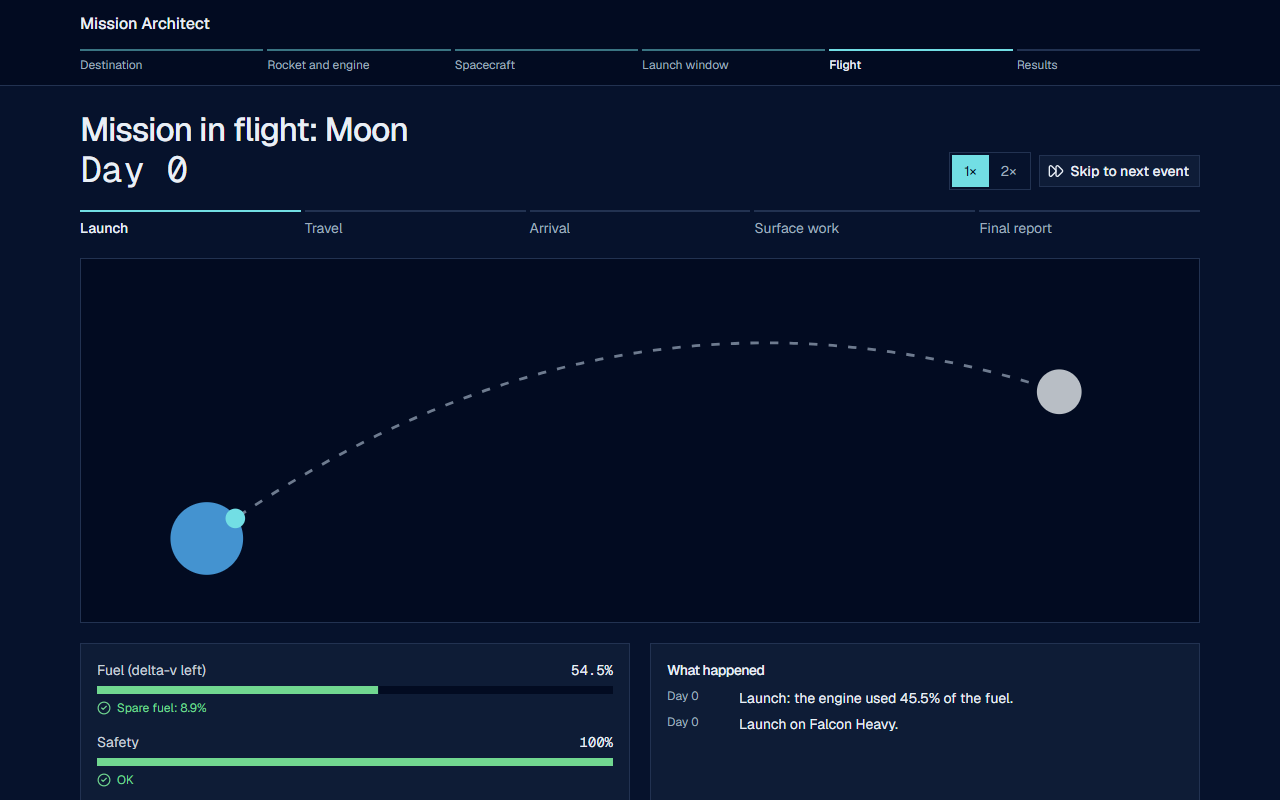 Mission Architect
Destination
Rocket and engine
Spacecraft
Launch window
Flight
Results
Mission in flight: Moon
Day 0
1×
2×
Skip to next event
Launch
Travel
Arrival
Surface work
Final report
Fuel (delta-v left)
54.5%
Spare fuel: 8.9%
Safety
100%
OK
What happened
Day 0
Launch: the engine used 45.5% of the fuel.
Day 0
Launch on Falcon Heavy.